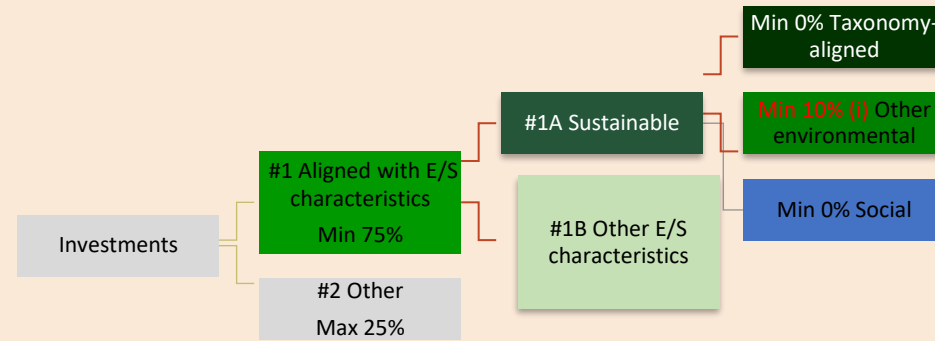 Min 0% Taxonomy-
aligned
#1A Sustainable
Min 10% (i) Other
environmental
#1 Aligned with E/S
characteristics
Min 75%
Investments
#1B Other E/S
characteristics
Min 0% Social
#2 Other
Max 25%